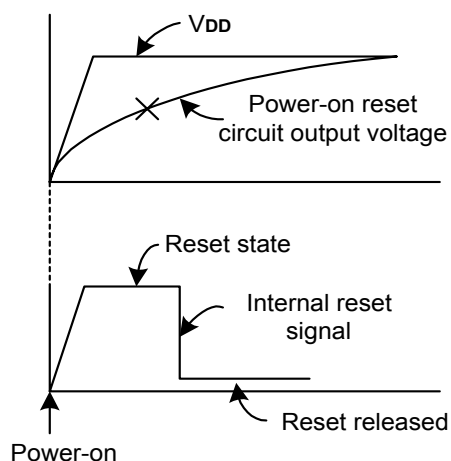 VDD
Power-on reset
circuit output voltage
Reset state
Internal reset
signal
Reset released
Power-on